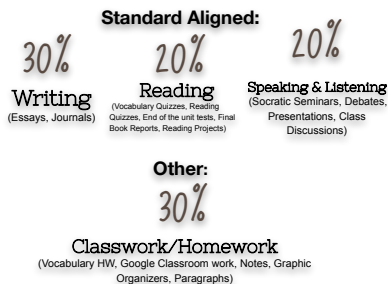 Standard Aligned:
30%
Writing
(Essays, Journals)
20%
Reading
(Vocabulary Quizzes, Reading
Quizzes, End of the unit tests, Final
Book Reports, Reading Projects)
20%
Speaking & Listening
(Socratic Seminars, Debates,
Presentations, Class
Discussions)
Other:
30%
Classwork/Homework
(Vocabulary HW, Google Classroom work, Notes, Graphic
Organizers, Paragraphs)